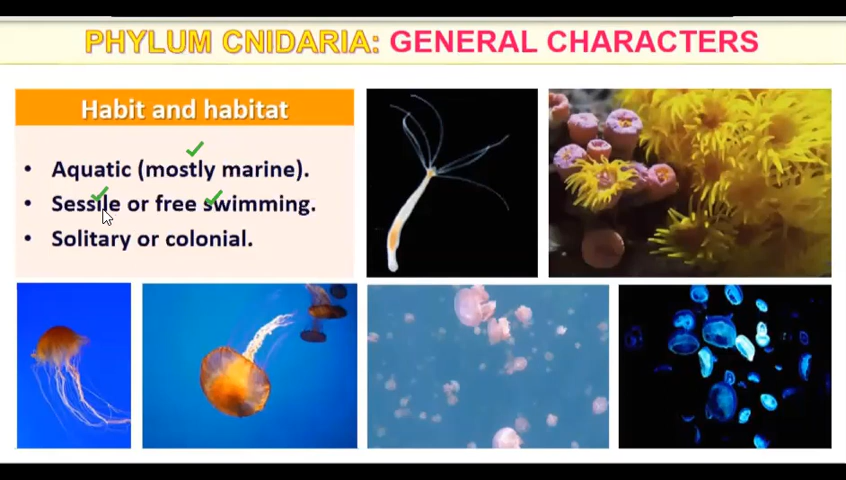 PHYLUM CNIDARIA: GENERAL CHARACTERS
Habit and habitat
• Aquatic (mostly marine).
• Sessile or free swimming.
• Solitary or colonial.